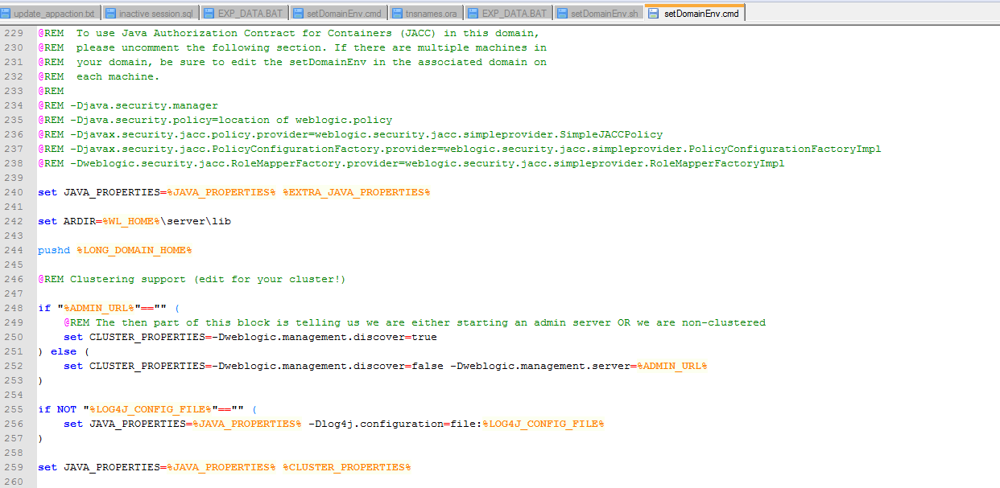 update_appaction.txt inactive session.sql EXP_DATA.BAT setDomainEnv.cmd tnsnames.ora EXP_DATA.BAT setDomainEnv.sh setDomainEnv.cmd
229 @REM  To use Java Authorization Contract for Containers (JACC) in this domain,
230 @REM  please uncomment the following section. If there are multiple machines in
231 @REM  your domain, be sure to edit the setDomainEnv in the associated domain on
232 @REM  each machine.
233 @REM
234 @REM -Djava.security.manager
235 @REM -Djava.security.policy=location of weblogic.policy
236 @REM -Djavax.security.jacc.policy.provider=weblogic.security.jacc.simpleprovider.SimpleJACCPolicy
237 @REM -Djavax.security.jacc.PolicyConfigurationFactory.provider=weblogic.security.jacc.simpleprovider.PolicyConfigurationFactoryImpl
238 @REM -Dweblogic.security.jacc.RoleMapperFactory.provider=weblogic.security.jacc.simpleprovider.RoleMapperFactoryImpl
239
240 set JAVA_PROPERTIES=%JAVA_PROPERTIES% %EXTRA_JAVA_PROPERTIES%
241
242 set ARDIR=%WL_HOME%\server\lib
243
244 pushd %LONG_DOMAIN_HOME%
245
246 @REM Clustering support (edit for your cluster!)
247
248 if "%ADMIN_URL%"=="" (
249     @REM The then part of this block is telling us we are either starting an admin server OR we are non-clustered
250     set CLUSTER_PROPERTIES=-Dweblogic.management.discover=true
251 ) else (
252     set CLUSTER_PROPERTIES=-Dweblogic.management.discover=false -Dweblogic.management.server=%ADMIN_URL%
253 )
254
255 if NOT "%LOG4J_CONFIG_FILE%"=="" (
256     set JAVA_PROPERTIES=%JAVA_PROPERTIES% -Dlog4j.configuration=file:%LOG4J_CONFIG_FILE%
257 )
258
259 set JAVA_PROPERTIES=%JAVA_PROPERTIES% %CLUSTER_PROPERTIES%
260